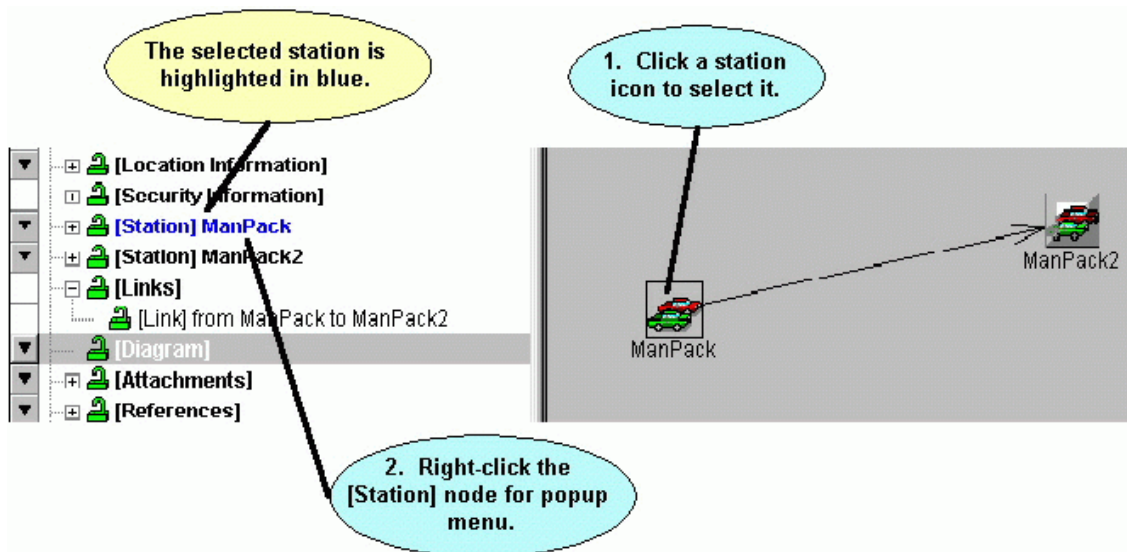 The selected station is
highlighted in blue.
1. Click a station
icon to select it.
[Location Information]
[Security Information]
[Station] ManPack
[Station] ManPack2
[Links]
[Link] from ManPack to ManPack2
[Diagram]
[Attachments]
[References]
ManPack2
ManPack
2. Right-click the
[Station] node for popup
menu.